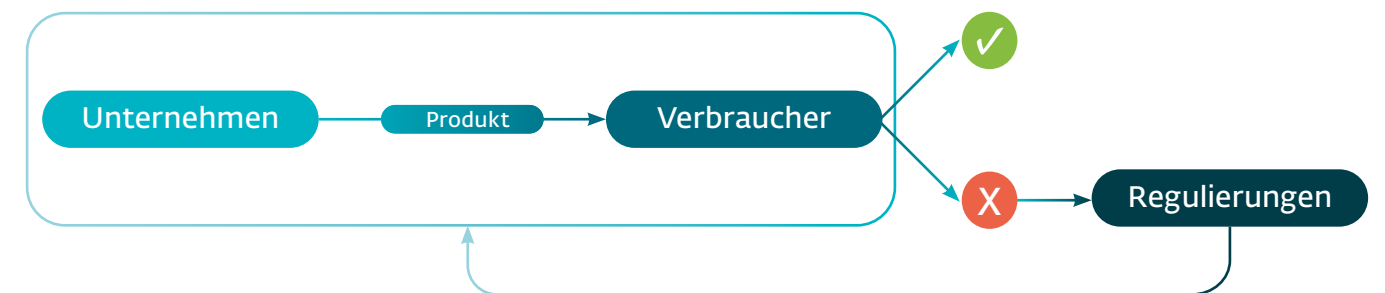 Unternehmen
Produkt
Verbraucher
✓
X
Regulierungen